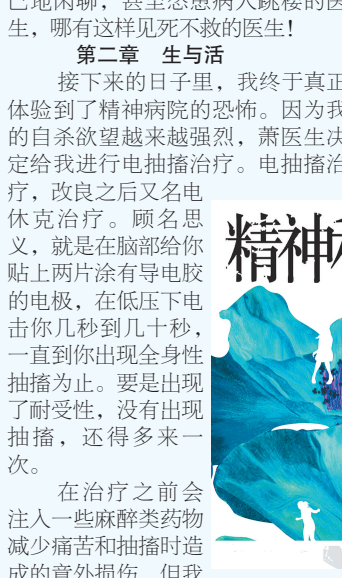 地闲聊，甚至怂恿病人跳楼的医
生，哪有这样见死不救的医生！
第二章 生与活
接下来的日子里，我终于真正
体验到了精神病院的恐怖。因为我
的自杀欲望越来越强烈，萧医生决
定给我进行电抽搐治疗。电抽搐治
疗，改良之后又名电
休克治疗。顾名思
义，就是在脑部给你
贴上两片涂有导电胶
的电极，在低压下电
击你几秒到几十秒，
一直到你出现全身性
抽搐为止。要是出现
了耐受性，没有出现
抽搐，还得多来一
次。
在治疗之前会
注入一些麻醉类药物
减少痛苦和抽搐时造
成的意外损伤，但我
精神